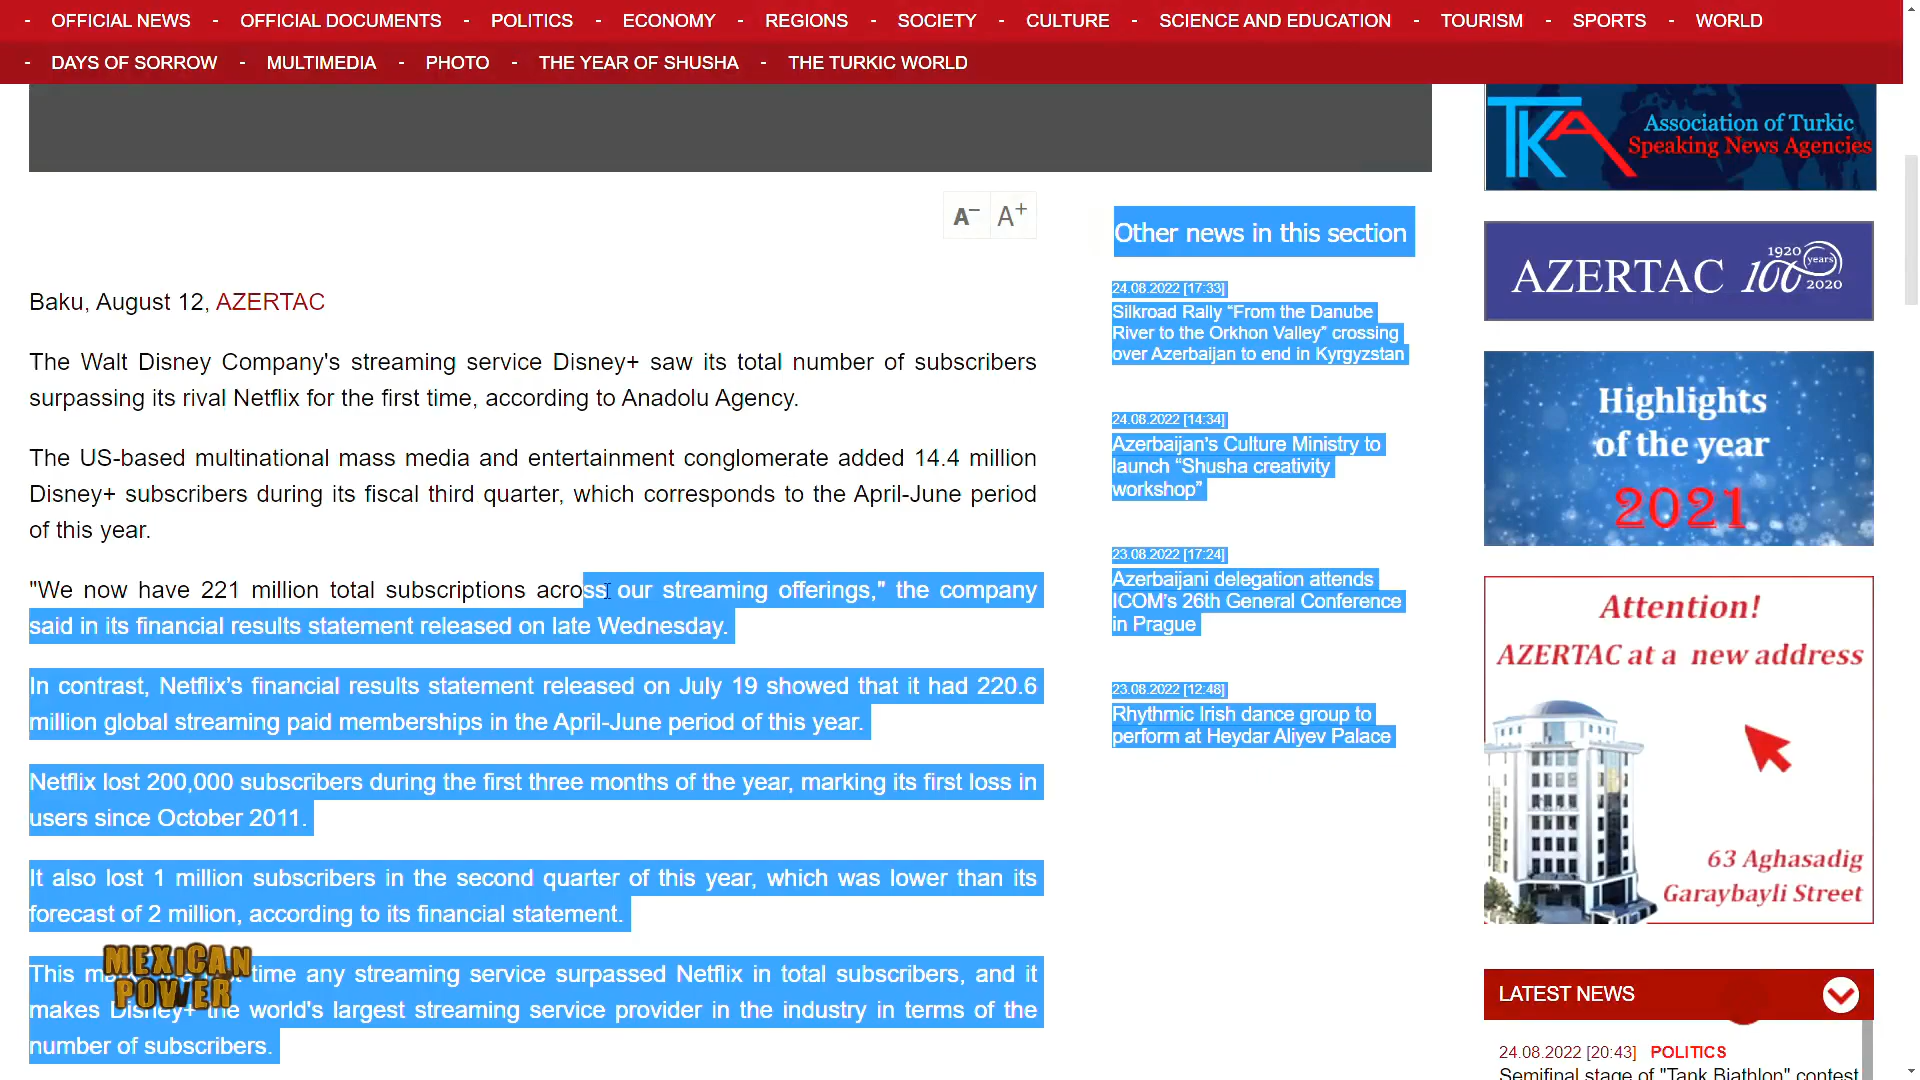 - OFFICIAL NEWS - OFFICIAL DOCUMENTS - POLITICS - ECONOMY - REGIONS - SOCIETY - CULTURE - SCIENCE AND EDUCATION - TOURISM - SPORTS - WORLD
- DAYS OF SORROW - MULTIMEDIA - PHOTO - THE YEAR OF SHUSHA - THE TURKIC WORLD
A− A+
Baku, August 12, AZERTAC
The Walt Disney Company's streaming service Disney+ saw its total number of subscribers
surpassing its rival Netflix for the first time, according to Anadolu Agency.
The US-based multinational mass media and entertainment conglomerate added 14.4 million
Disney+ subscribers during its fiscal third quarter, which corresponds to the April-June period
of this year.
"We now have 221 million total subscriptions across our streaming offerings," the company
said in its financial results statement released on late Wednesday.
In contrast, Netflix’s financial results statement released on July 19 showed that it had 220.6
million global streaming paid memberships in the April-June period of this year.
Netflix lost 200,000 subscribers during the first three months of the year, marking its first loss in
users since October 2011.
It also lost 1 million subscribers in the second quarter of this year, which was lower than its
forecast of 2 million, according to its financial statement.
This time any streaming service surpassed Netflix in total subscribers, and it
makes Disney+ the world's largest streaming service provider in the industry in terms of the
number of subscribers.
MEXICAN
POWER
Other news in this section
24.08.2022 [17:33]
Silkroad Rally “From the Danube
River to the Orkhon Valley” crossing
over Azerbaijan to end in Kyrgyzstan
24.08.2022 [14:34]
Azerbaijan’s Culture Ministry to
launch “Shusha creativity
workshop”
23.08.2022 [17:24]
Azerbaijani delegation attends
ICOM’s 26th General Conference
in Prague
23.08.2022 [12:48]
Rhythmic Irish dance group to
perform at Heydar Aliyev Palace
TKA
Association of Turkic
Speaking News Agencies
AZERTAC 1920 100 years 2020
Highlights
of the year
2021
Attention!
AZERTAC at a new address
63 Aghasadig
Garaybayli Street
LATEST NEWS
24.08.2022 [20:43] POLITICS
Semifinal stage of "Tank Biathlon" contest